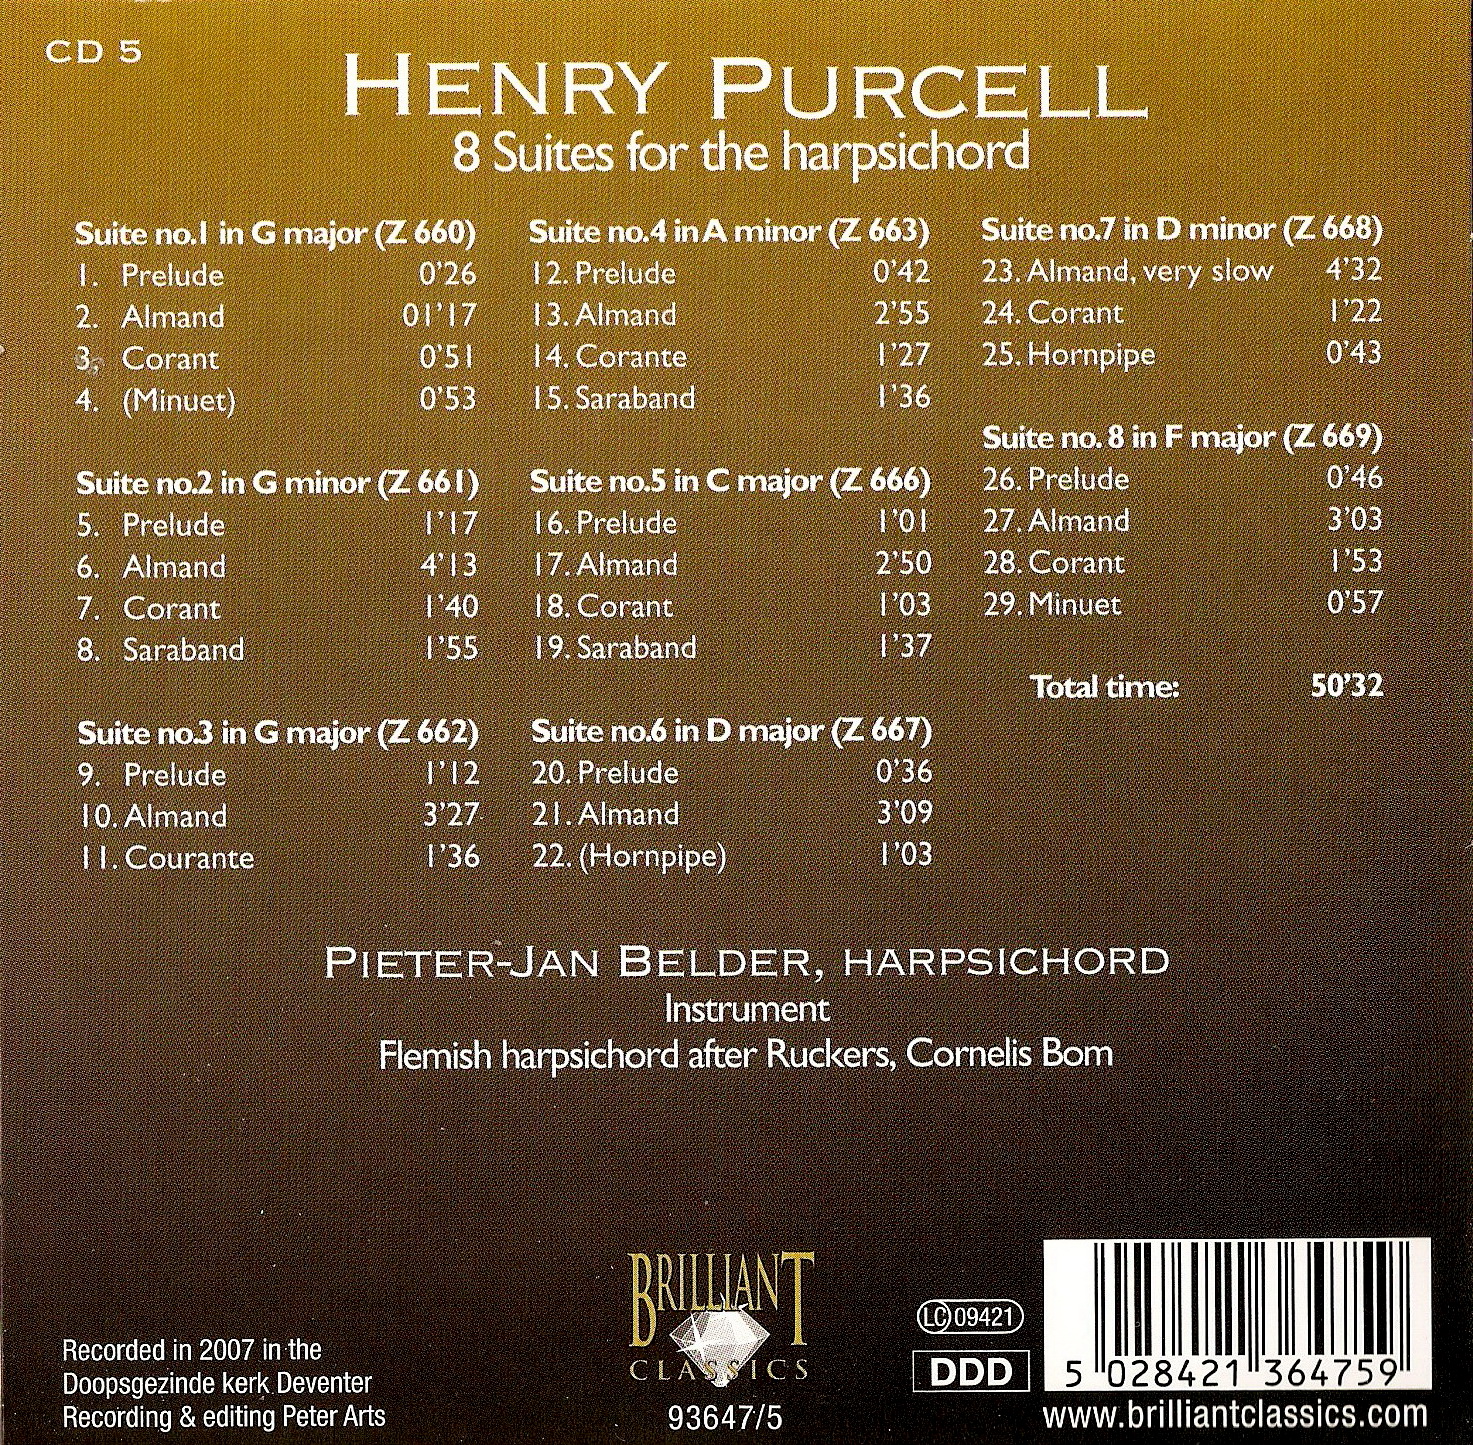 CD 5
HENRY PURCELL
8 Suites for the harpsichord
Suite no.1 in G major (Z 660)
1. Prelude 0'26
2. Almand 01'17
3. Corant 0'51
4. (Minuet) 0'53
Suite no.2 in G minor (Z 661)
5. Prelude 1'17
6. Almand 4'13
7. Corant 1'40
8. Saraband 1'55
Suite no.3 in G major (Z 662)
9. Prelude 1'12
10. Almand 3'27
11. Courante 1'36
Suite no.4 in A minor (Z 663)
12. Prelude 0'42
13. Almand 2'55
14. Corante 1'27
15. Saraband 1'36
Suite no.5 in C major (Z 666)
16. Prelude 1'01
17. Almand 2'50
18. Corant 1'03
19. Saraband 1'37
Suite no.6 in D major (Z 667)
20. Prelude 0'36
21. Almand 3'09
22. (Hornpipe) 1'03
Suite no.7 in D minor (Z 668)
23. Almand, very slow 4'32
24. Corant 1'22
25. Hornpipe 0'43
Suite no. 8 in F major (Z 669)
26. Prelude 0'46
27. Almand 3'03
28. Corant 1'53
29. Minuet 0'57
Total time: 50'32
PIETER-JAN BELDER, HARPSICHORD
Instrument
Flemish harpsichord after Ruckers, Cornelis Bom
Recorded in 2007 in the
Doopsgezinde kerk Deventer
Recording & editing Peter Arts
BRILLIANT
CLASSICS
93647/5
LC 09421
DDD
5 028421 364759
www.brilliantclassics.com